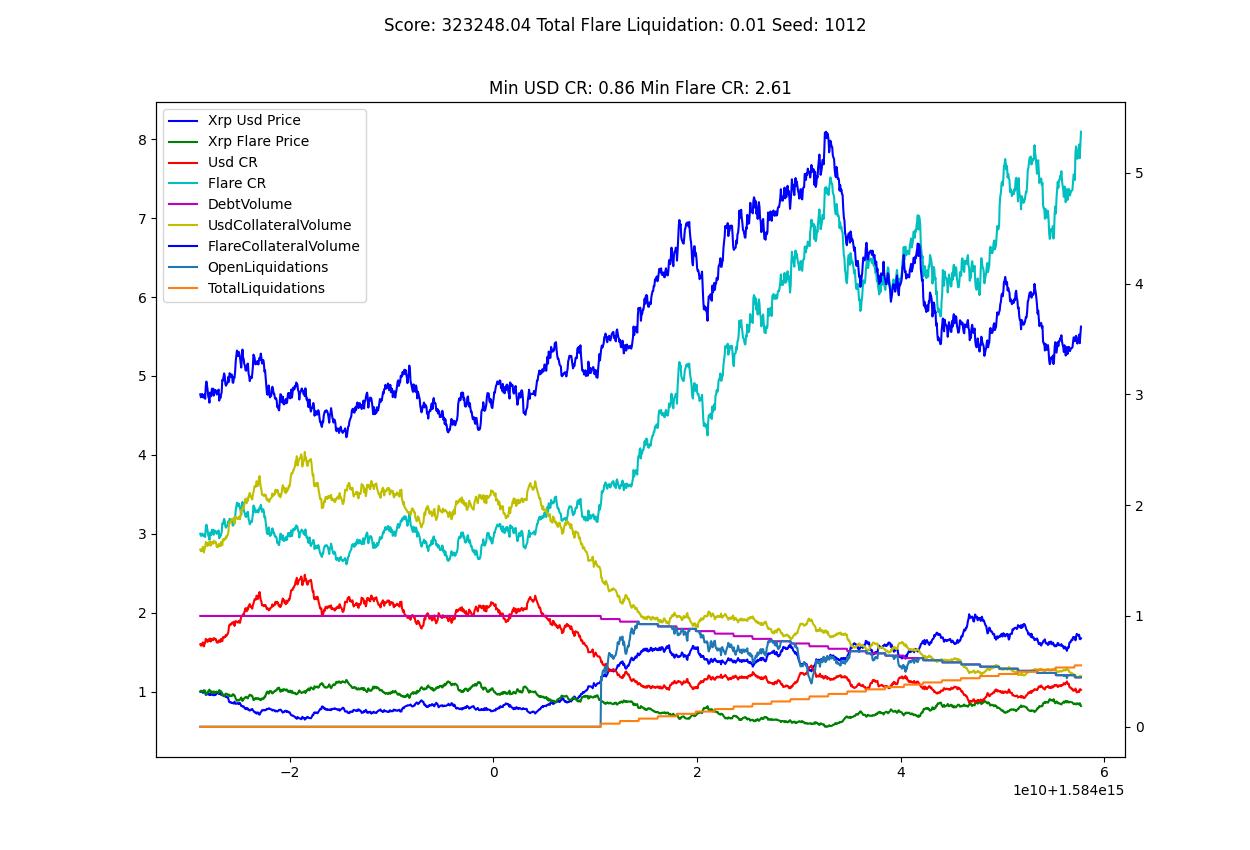 Score: 323248.04 Total Flare Liquidation: 0.01 Seed: 1012
Min USD CR: 0.86 Min Flare CR: 2.61
Xrp Usd Price
Xrp Flare Price
Usd CR
Flare CR
DebtVolume
UsdCollateralVolume
FlareCollateralVolume
OpenLiquidations
TotalLiquidations
8
7
6
5
4
3
2
1
5
4
3
2
1
0
−2
0
2
4
6
1e10+1.584e15